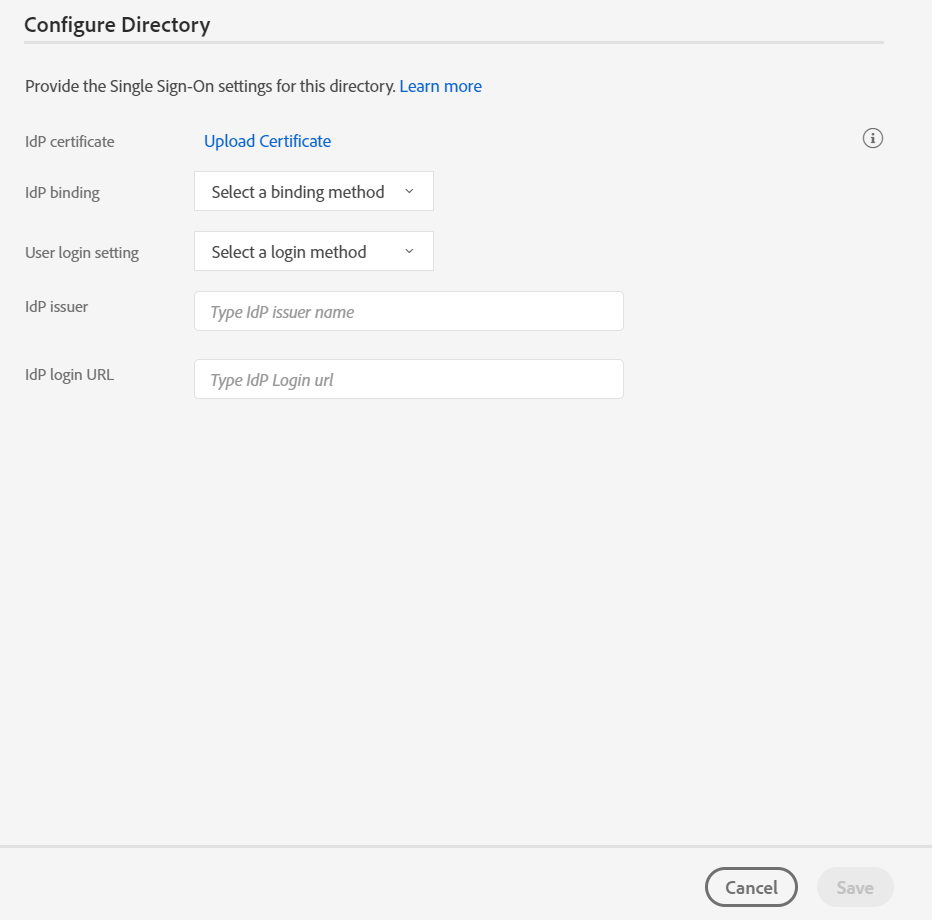 Configure Directory
Provide the Single Sign-On settings for this directory. Learn more
IdP certificate Upload Certificate
IdP binding Select a binding method
User login setting Select a login method
IdP issuer Type IdP issuer name
IdP login URL Type IdP Login url
Cancel Save